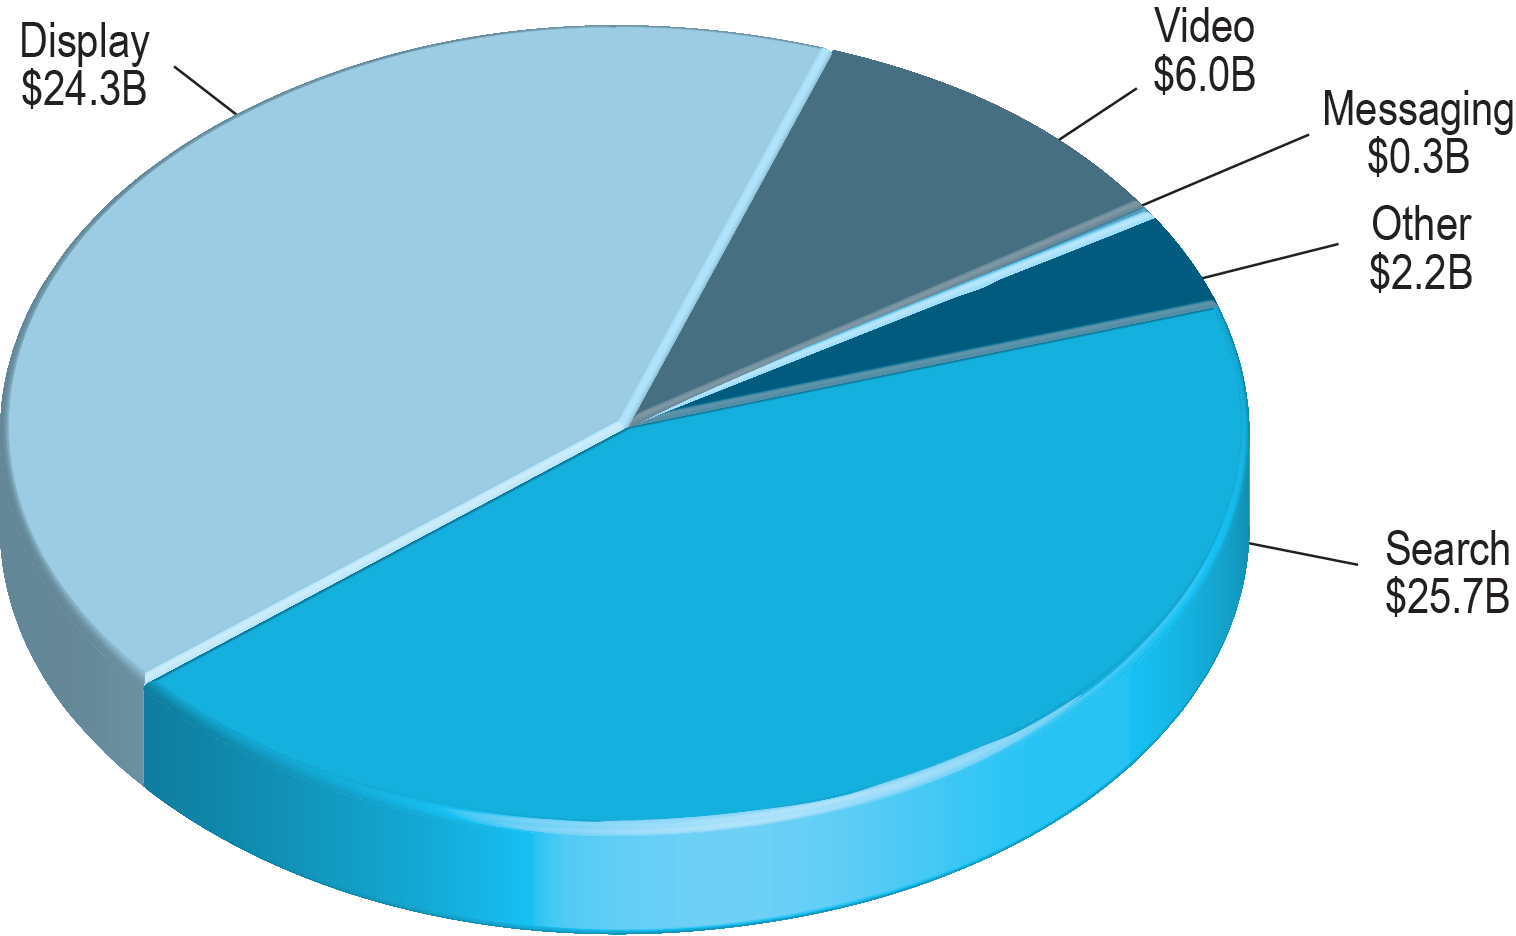 Display
$24.3B
Video
$6.0B
Messaging
$0.3B
Other
$2.2B
Search
$25.7B